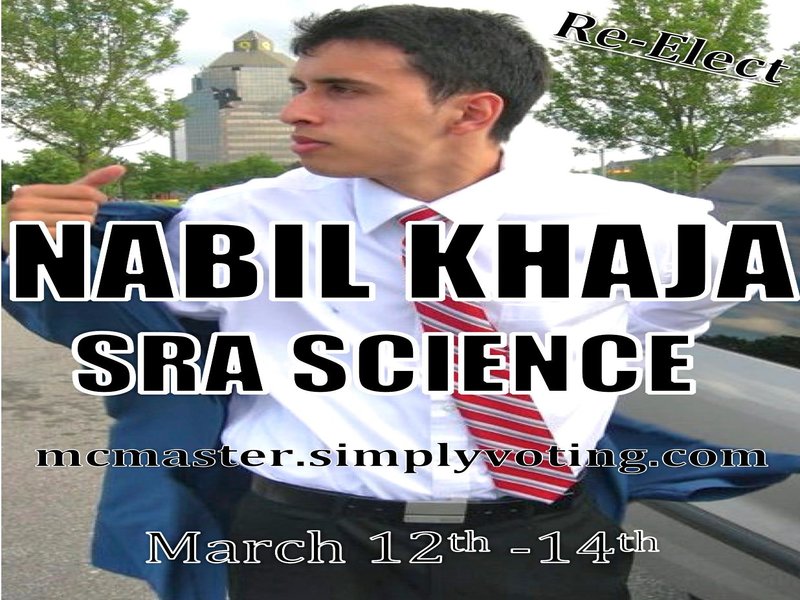 Re-Elect
NABIL KHAJA
SRA SCIENCE
mcmaster.simplyvoting.com
March 12th -14th